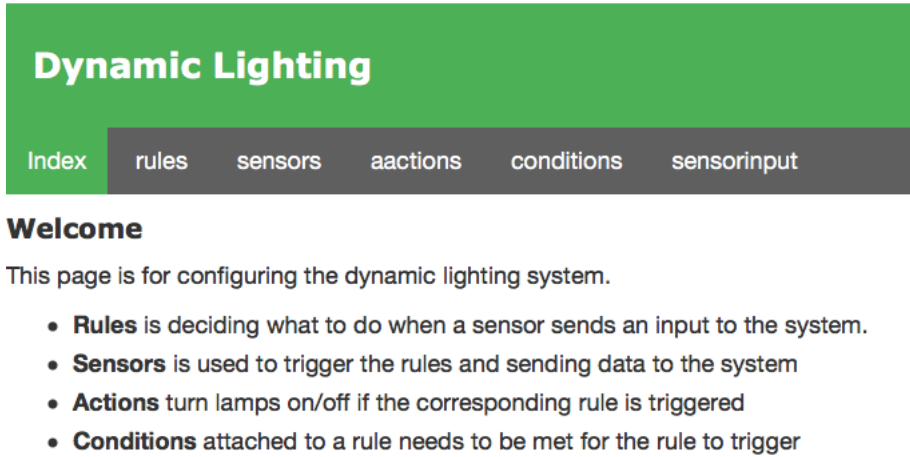 Dynamic Lighting
Index rules sensors aactions conditions sensorinput
Welcome
This page is for configuring the dynamic lighting system.
• Rules is deciding what to do when a sensor sends an input to the system.
• Sensors is used to trigger the rules and sending data to the system
• Actions turn lamps on/off if the corresponding rule is triggered
• Conditions attached to a rule needs to be met for the rule to trigger